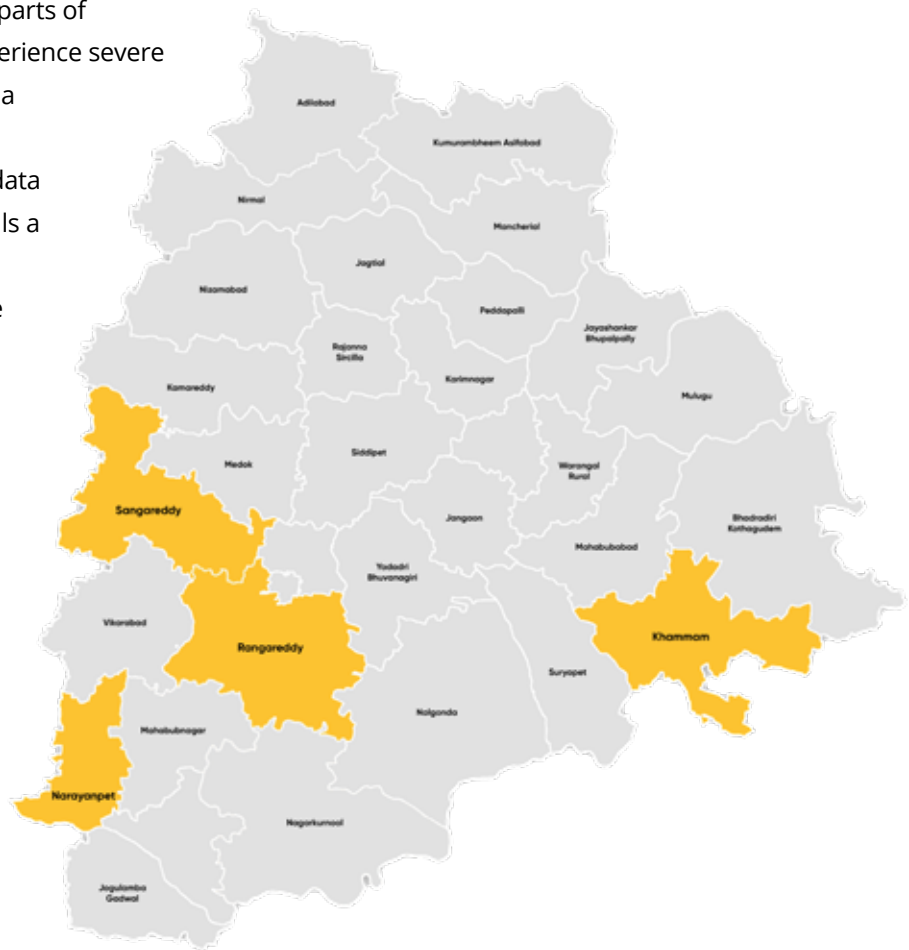 parts of
erience severe
a
data
ls a
e
Adilabad
Kumurambheem Asifabad
Nirmal
Mancherial
Jagtial
Nizamabad
Peddapalli
Jayashankar
Bhupalpally
Rajanna
Sircilla
Karimnagar
Kamareddy
Mulugu
Siddipet
Medak
Warangal
Rural
Sangareddy
Jangaon
Bhadradiri
Kothagudem
Mahabubabad
Yadadri
Bhuvanagiri
Vikarabad
Khammam
Rangareddy
Suryapet
Nalgonda
Mahabubnagar
Narayanpet
Nagarkurnool
Jogulamba
Gadwal